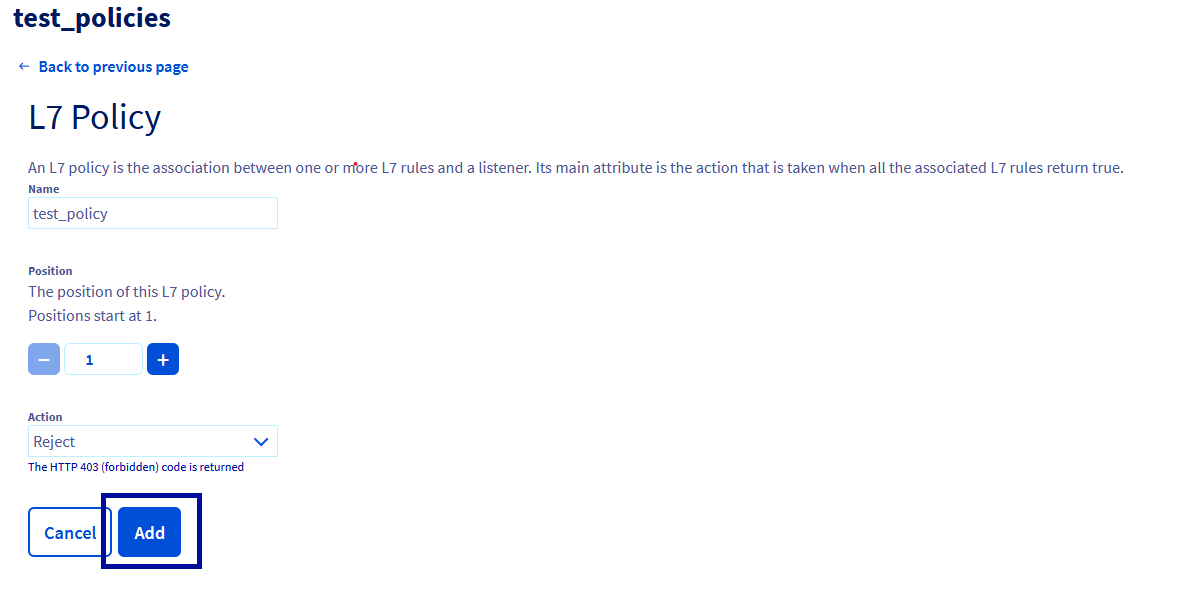 test_policies
← Back to previous page
L7 Policy
An L7 policy is the association between one or more L7 rules and a listener. Its main attribute is the action that is taken when all the associated L7 rules return true.
Name
test_policy
Position
The position of this L7 policy.
Positions start at 1.
− 1 +
Action
Reject
The HTTP 403 (forbidden) code is returned
Cancel Add